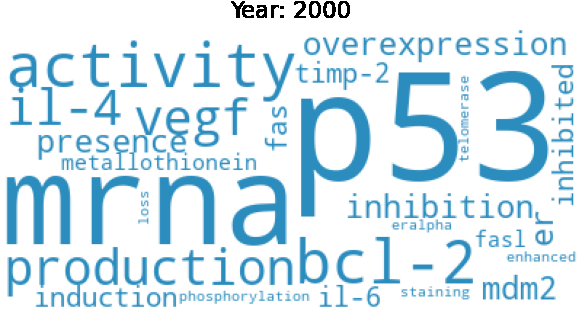 Year: 2000
activity
overexpression
timp-2
il-4
vegf
fas
p53
telomerase
inhibited
presence
metallothionein
mrna
loss
inhibition
er
eralpha
production
bcl-2
fasl
enhanced
induction
phosphorylation
il-6
staining
mdm2